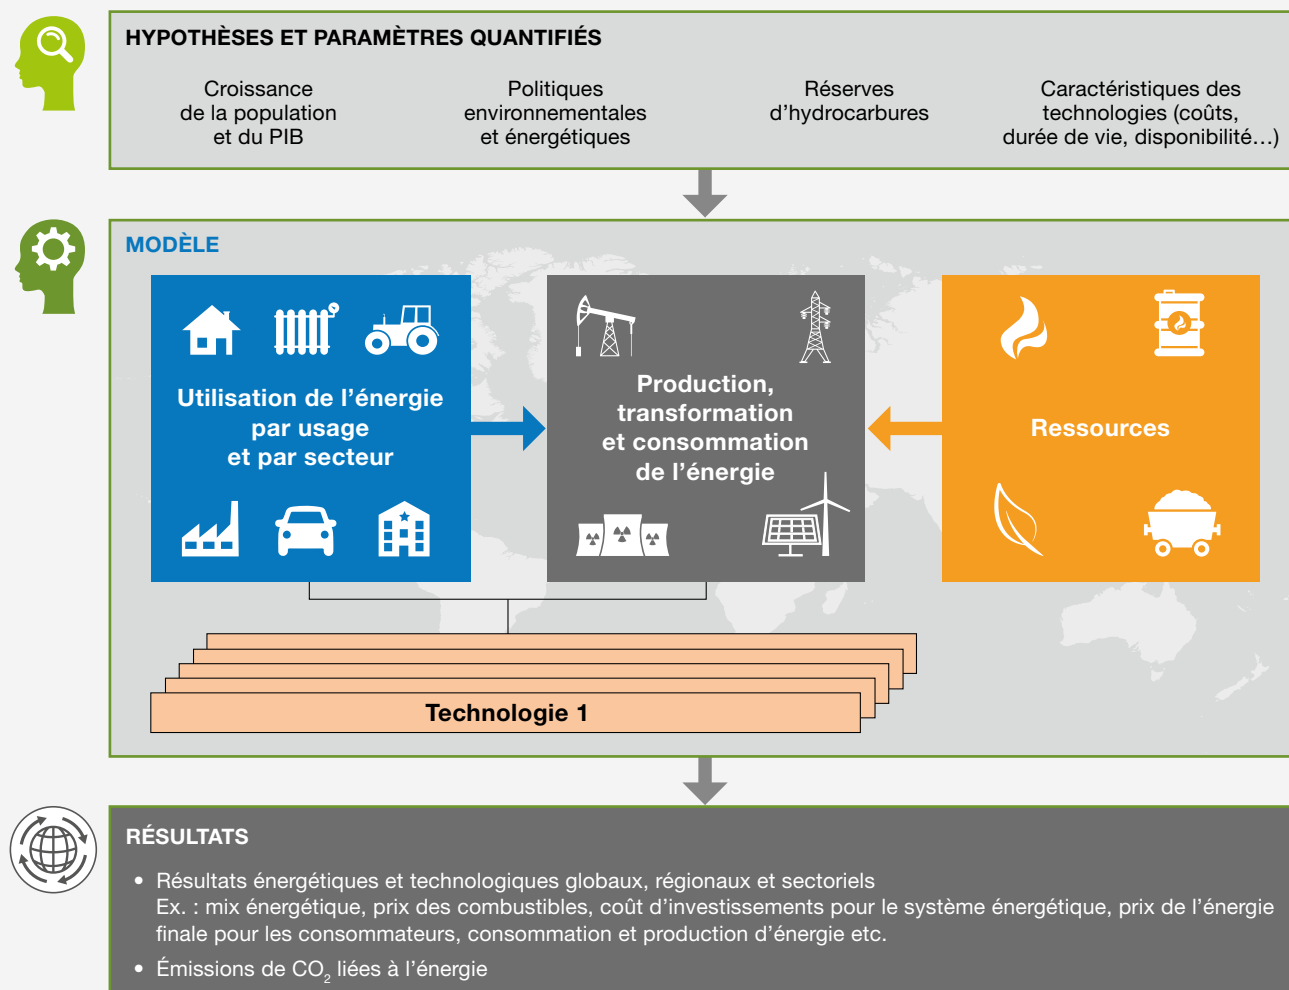 HYPOTHÈSES ET PARAMÈTRES QUANTIFIÉS
Croissance
de la population
et du PIB
Politiques
environnementales
et énergétiques
Réserves
d’hydrocarbures
Caractéristiques des
technologies (coûts,
durée de vie, disponibilité…)
MODÈLE
Utilisation de l’énergie
par usage
et par secteur
Production,
transformation
et consommation
de l’énergie
Ressources
Technologie 1
RÉSULTATS
• Résultats énergétiques et technologiques globaux, régionaux et sectoriels
Ex. : mix énergétique, prix des combustibles, coût d’investissements pour le système énergétique, prix de l’énergie
finale pour les consommateurs, consommation et production d’énergie etc.
• Émissions de CO₂ liées à l’énergie